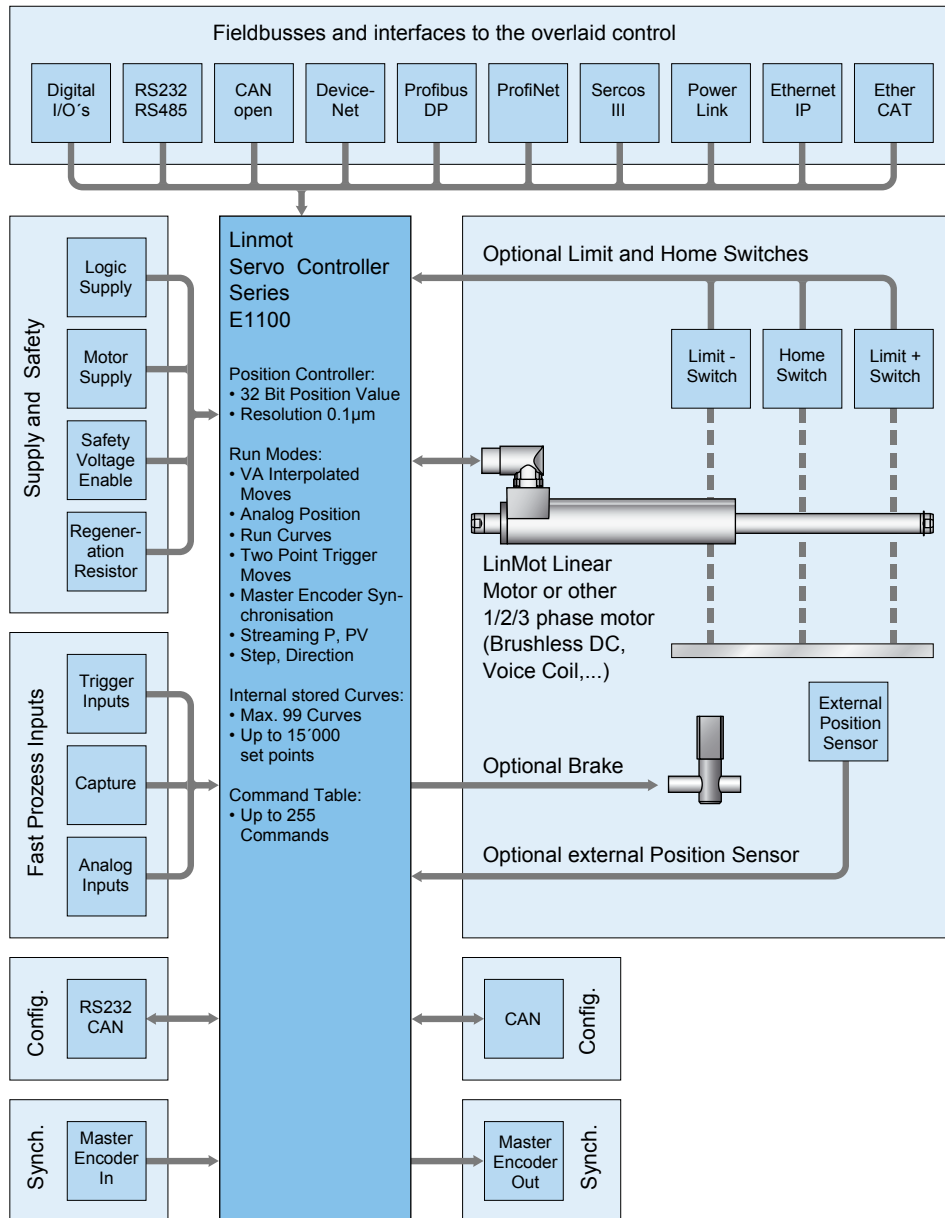 Fieldbusses and interfaces to the overlaid control
Digital
I/O´s
RS232
RS485
CAN
open
Device-
Net
Profibus
DP
ProfiNet
Sercos
III
Power
Link
Ethernet
IP
Ether
CAT
Supply and Safety
Logic
Supply
Motor
Supply
Safety
Voltage
Enable
Regener-
ation
Resistor
Fast Prozess Inputs
Trigger
Inputs
Capture
Analog
Inputs
Config.
RS232
CAN
Synch.
Master
Encoder
In
Linmot
Servo Controller
Series
E1100
Position Controller:
• 32 Bit Position Value
• Resolution 0.1µm
Run Modes:
• VA Interpolated
Moves
• Analog Position
• Run Curves
• Two Point Trigger
Moves
• Master Encoder Syn-
chronisation
• Streaming P, PV
• Step, Direction
Internal stored Curves:
• Max. 99 Curves
• Up to 15´000
set points
Command Table:
• Up to 255
Commands
Optional Limit and Home Switches
Limit -
Switch
Home
Switch
Limit +
Switch
LinMot Linear
Motor or other
1/2/3 phase motor
(Brushless DC,
Voice Coil,...)
External
Position
Sensor
Optional Brake
Optional external Position Sensor
CAN
Config.
Master
Encoder
Out
Synch.